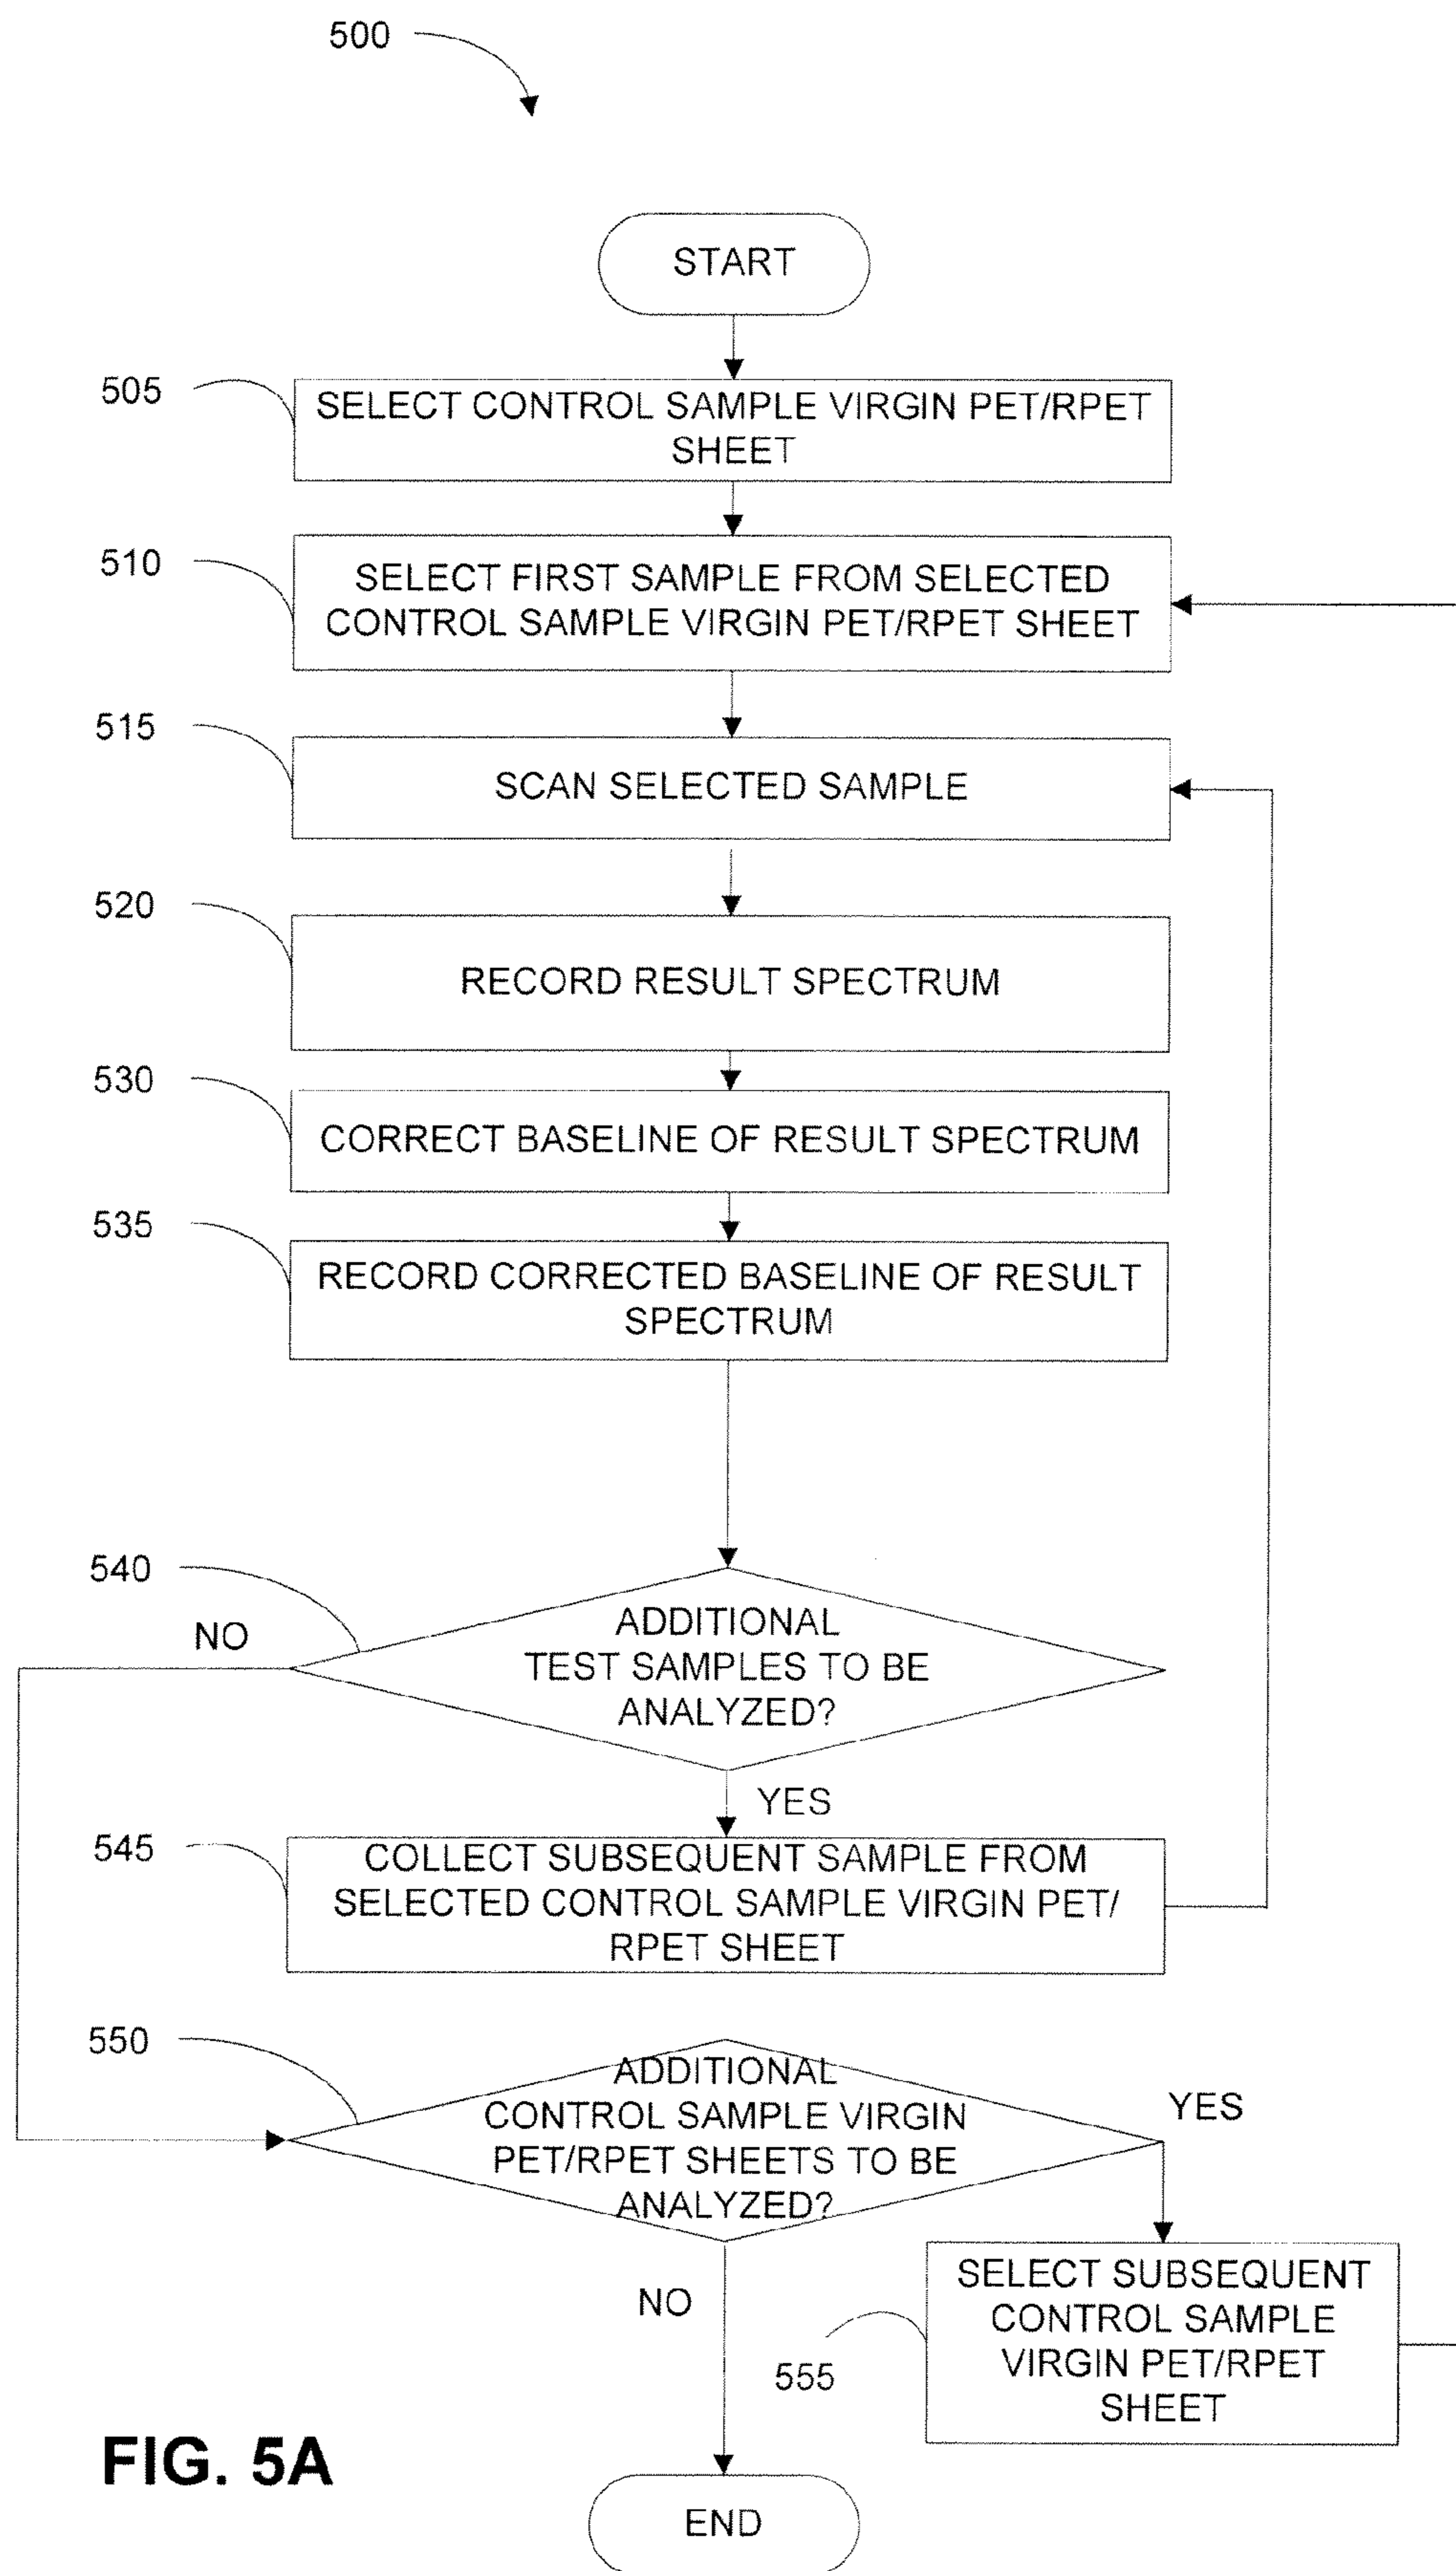 500
START
505
SELECT CONTROL SAMPLE VIRGIN PET/RPET
SHEET
510
SELECT FIRST SAMPLE FROM SELECTED
CONTROL SAMPLE VIRGIN PET/RPET SHEET
515
SCAN SELECTED SAMPLE
520
RECORD RESULT SPECTRUM
530
CORRECT BASELINE OF RESULT SPECTRUM
535
RECORD CORRECTED BASELINE OF RESULT
SPECTRUM
540
NO
ADDITIONAL
TEST SAMPLES TO BE
ANALYZED?
YES
545
COLLECT SUBSEQUENT SAMPLE FROM
SELECTED CONTROL SAMPLE VIRGIN PET/
RPET SHEET
550
ADDITIONAL
CONTROL SAMPLE VIRGIN
PET/RPET SHEETS TO BE
ANALYZED?
YES
NO
555
SELECT SUBSEQUENT
CONTROL SAMPLE
VIRGIN PET/RPET
SHEET
FIG. 5A
END